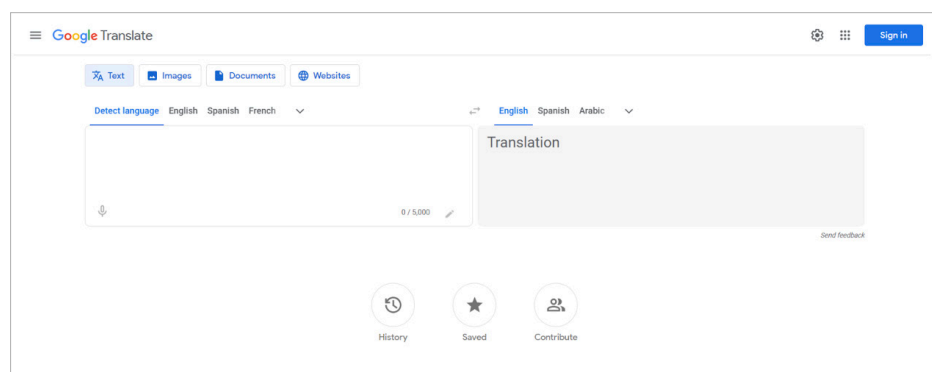 Google Translate
Sign in
Text Images Documents Websites
Detect language English Spanish French
English Spanish Arabic
Translation
0 / 5,000
Send feedback
History Saved Contribute